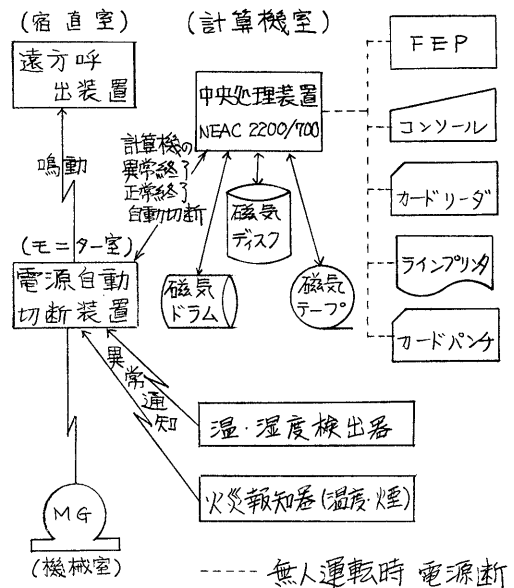 (宿直室)
遠方呼
出装置
鳴動
(モニター室)
電源自動
切断装置
計算機の
異常終了
正常終了
自動切断
(計算機室)
中央処理装置
NEAC 2200/700
磁気
ディスク
磁気
ドラム
磁気
テープ
FEP
コンソール
カードリーダ
ラインプリンタ
カードパンチ
異常通知
温・湿度検出器
火災報知器(温度・煙)
MG
(機械室)
無人運転時 電源断